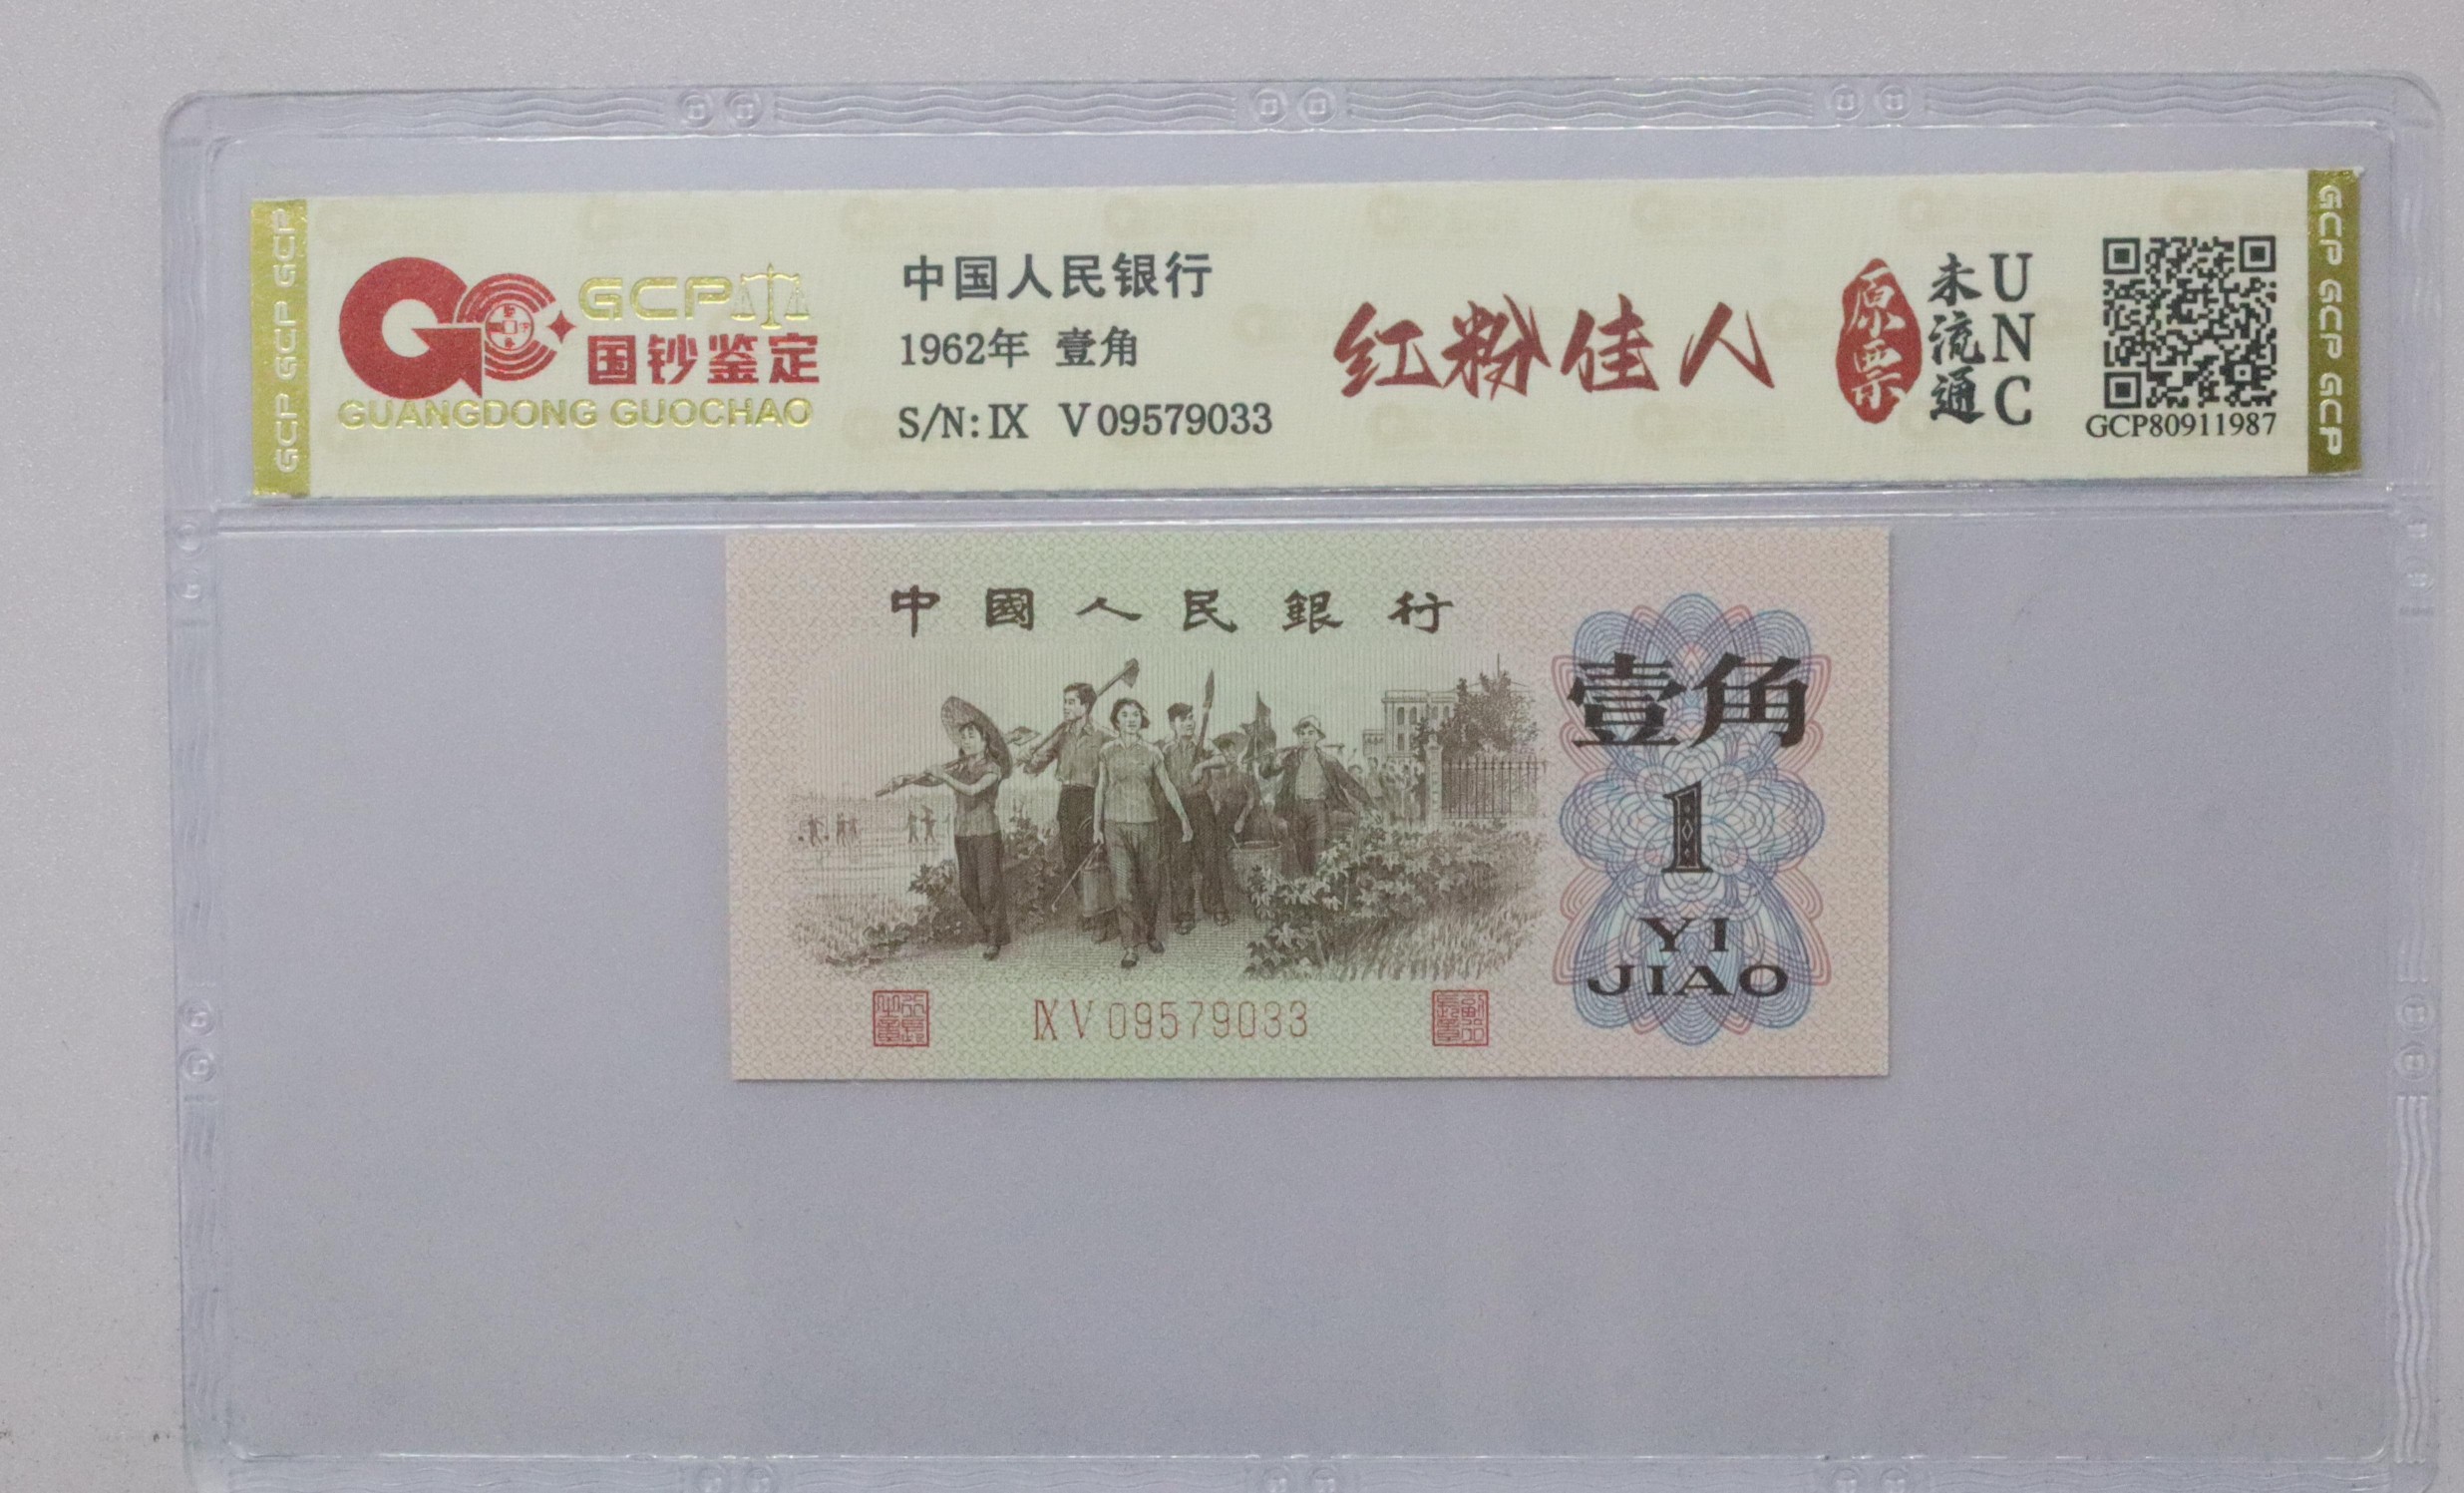 GCP GCP GCP
GCP
国钞鉴定
GUANGDONG GUOCHAO
中国人民银行
1962年 壹角
S/N: IX V 09579033
红粉佳人
原票
未流通
UNC
GCP80911987
GCP GCP GCP
中國人民銀行
壹角
1
YI
JIAO
IX V 09579033